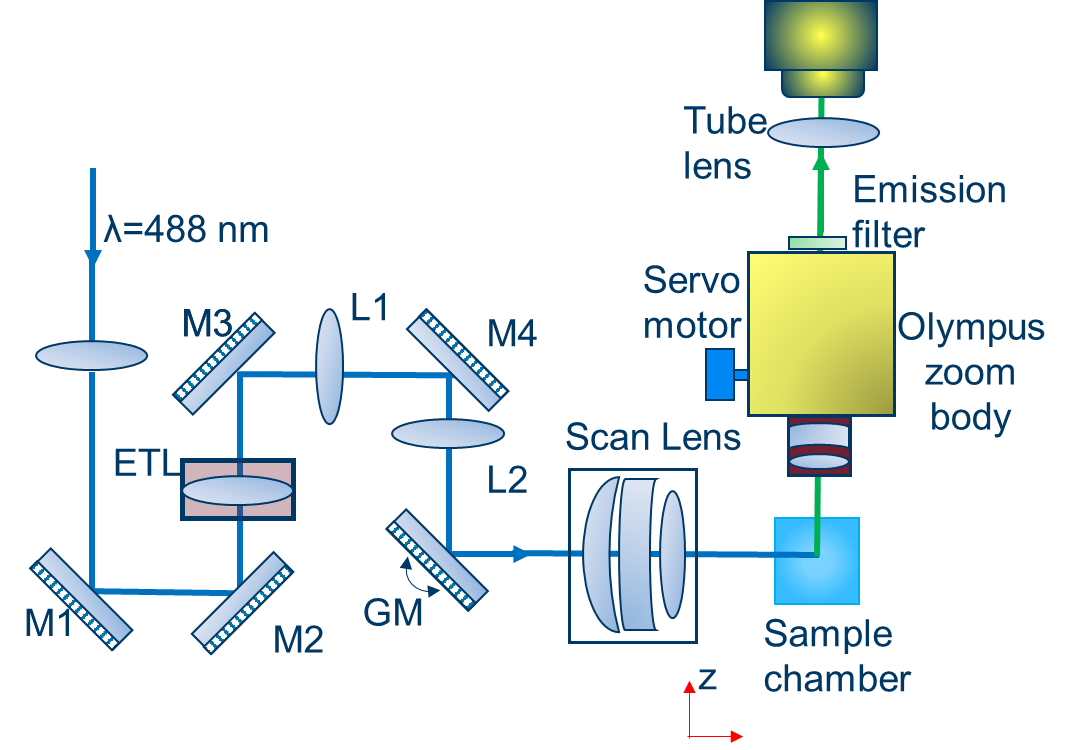 Tube
lens
Emission
filter
λ=488 nm
Servo
motor
L1
M3
M4
Olympus
zoom
body
Scan Lens
ETL
L2
GM
M1
M2
Sample
chamber
z